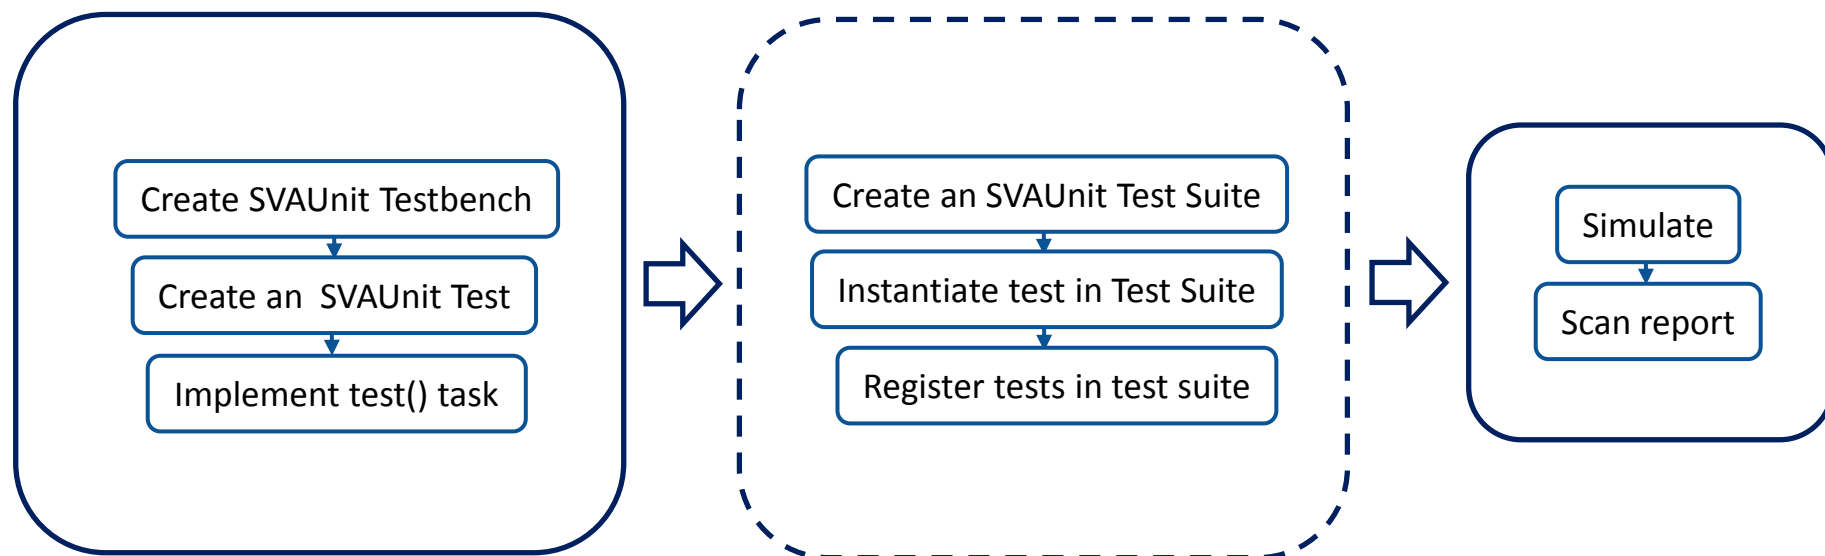 Create SVAUnit Testbench
Create an  SVAUnit Test
Implement test() task
Create an SVAUnit Test Suite
Instantiate test in Test Suite
Register tests in test suite
Simulate
Scan report